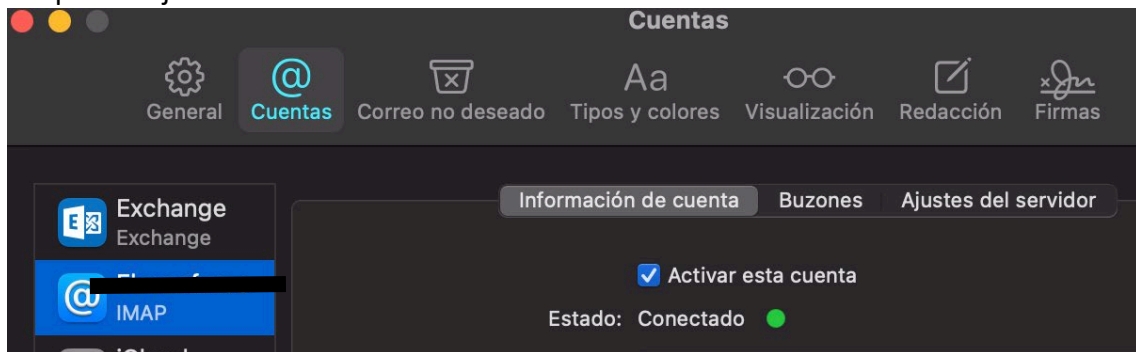 Cuentas
General Cuentas Correo no deseado Aa Tipos y colores Visualización Redacción Firmas
Información de cuenta Buzones Ajustes del servidor
Exchange
Exchange
Activar esta cuenta
IMAP
Estado: Conectado